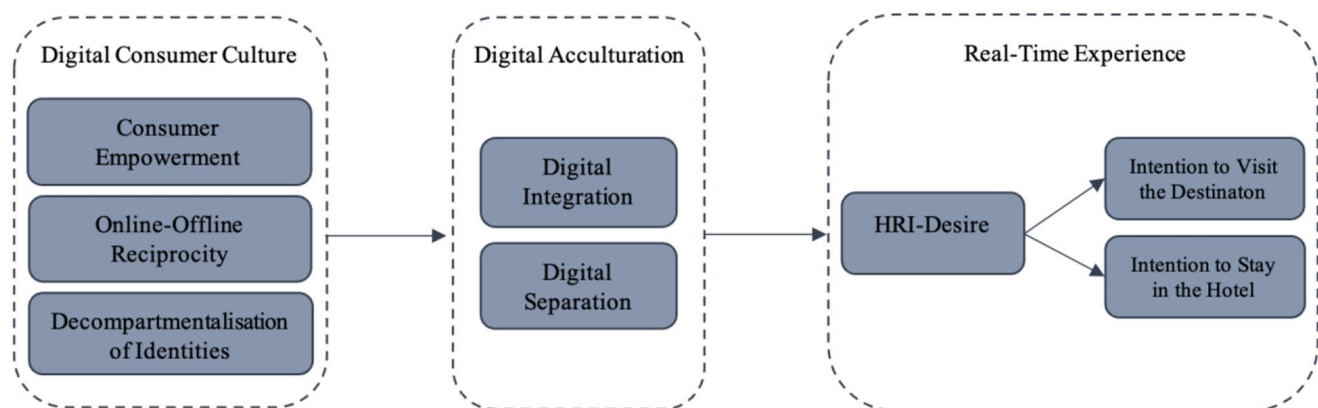 Digital Consumer Culture
Consumer
Empowerment
Online-Offline
Reciprocity
Decompartmentalisation
of Identities
Digital Acculturation
Digital
Integration
Digital
Separation
Real-Time Experience
HRI-Desire
Intention to Visit
the Destinaton
Intention to Stay
in the Hotel